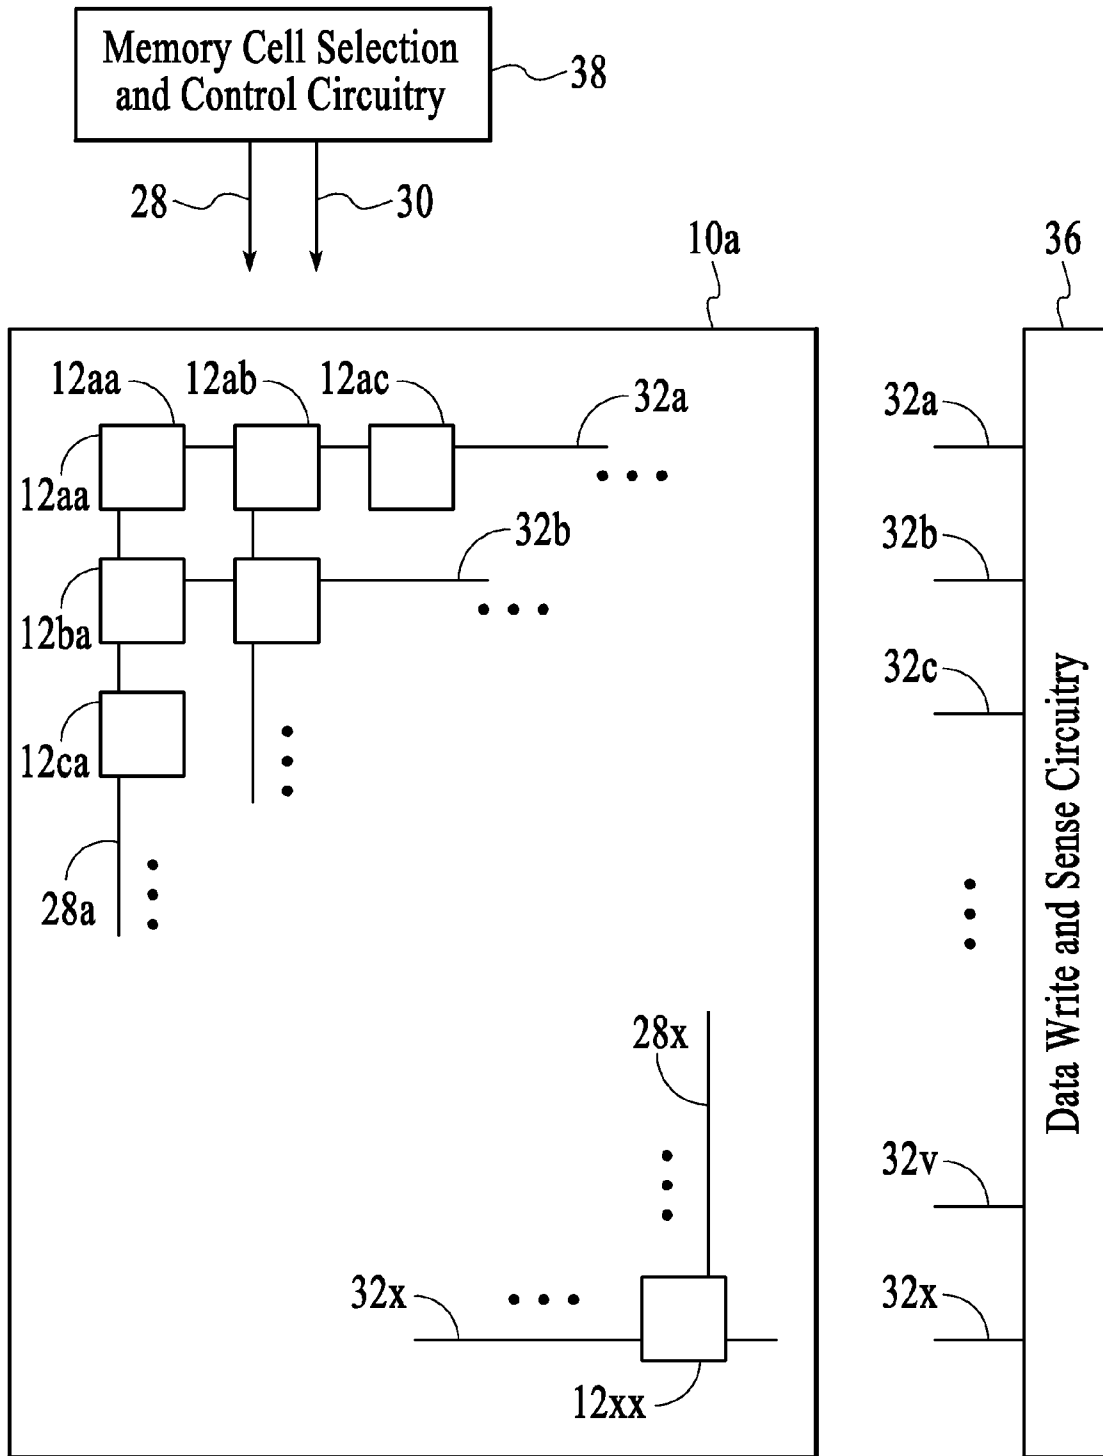 Memory Cell Selection
and Control Circuitry
38
28
30
10a
36
12aa
12ab
12ac
32a
32a
12aa
32b
32b
12ba
32c
12ca
28a
Data Write and Sense Circuitry
28x
32v
32x
32x
12xx